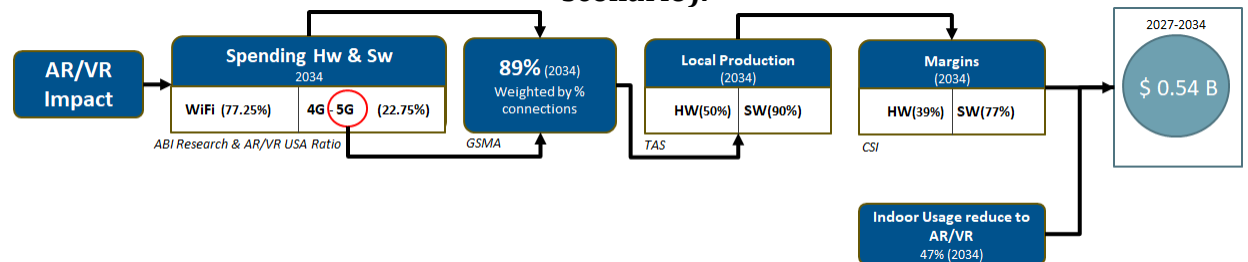 scenario).
AR/VR
Impact
Spending Hw & Sw
2034
WiFi (77.25%)
4G - 5G (22.75%)
ABI Research & AR/VR USA Ratio
89% (2034)
Weighted by %
connections
GSMA
Local Production
(2034)
HW(50%)
SW(90%)
TAS
Margins
(2034)
HW(39%)
SW(77%)
CSI
Indoor Usage reduce to
AR/VR
47% (2034)
2027-2034
$ 0.54 B